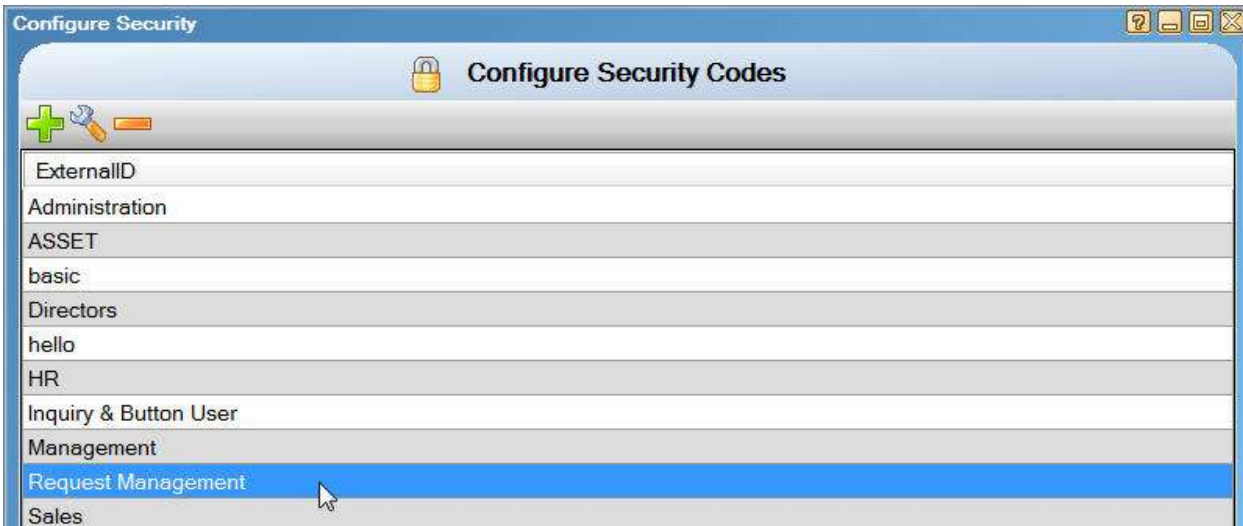 Configure Security
Configure Security Codes
ExternalID
Administration
ASSET
basic
Directors
hello
HR
Inquiry & Button User
Management
Request Management
Sales